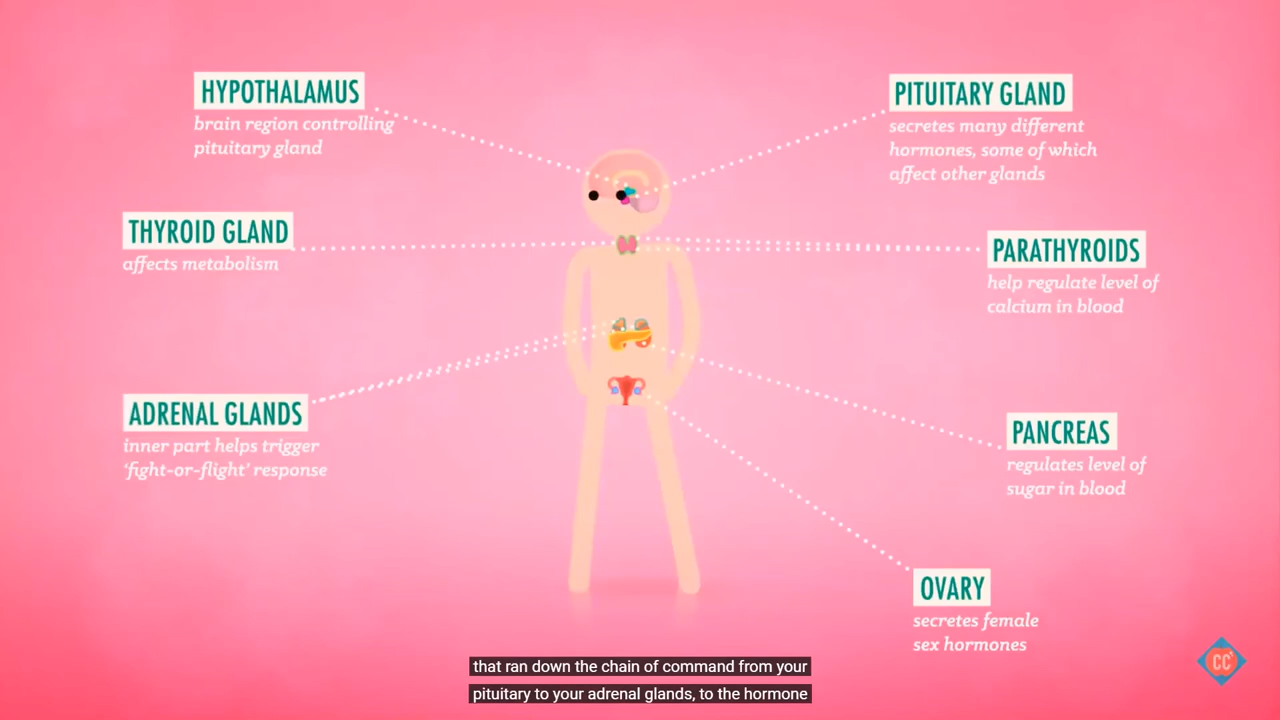 HYPOTHALAMUS
brain region controlling
pituitary gland
PITUITARY GLAND
secretes many different
hormones, some of which
affect other glands
THYROID GLAND
affects metabolism
PARATHYROIDS
help regulate level of
calcium in blood
ADRENAL GLANDS
inner part helps trigger
'fight-or-flight' response
PANCREAS
regulates level of
sugar in blood
OVARY
secretes female
sex hormones
CC
that ran down the chain of command from your
pituitary to your adrenal glands, to the hormone